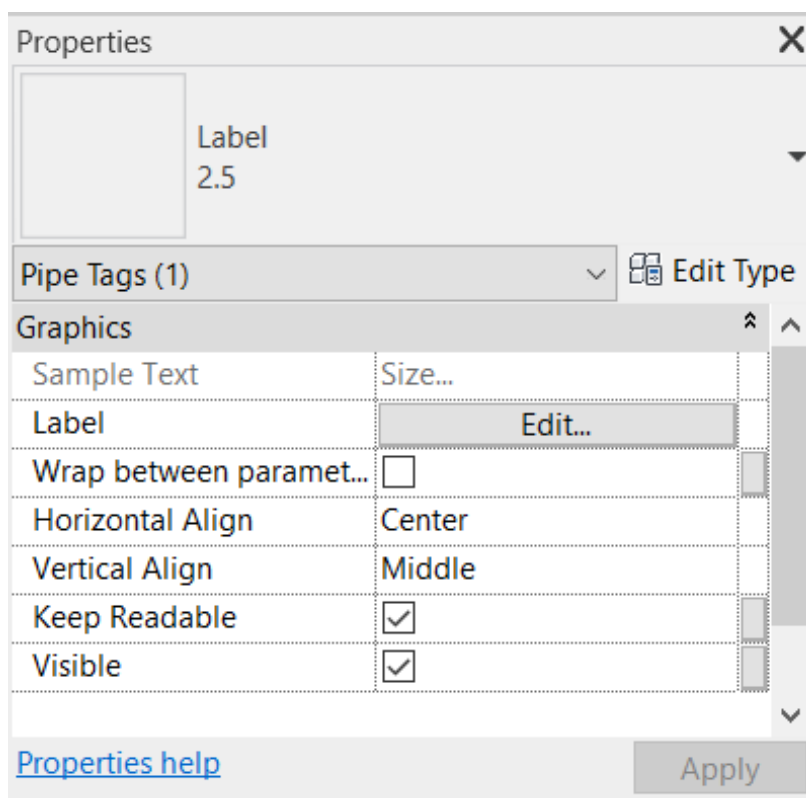 Properties
Label
2.5
Pipe Tags (1)
Edit Type
Graphics
Sample Text Size...
Label Edit...
Wrap between paramet...
Horizontal Align Center
Vertical Align Middle
Keep Readable
Visible
Properties help Apply